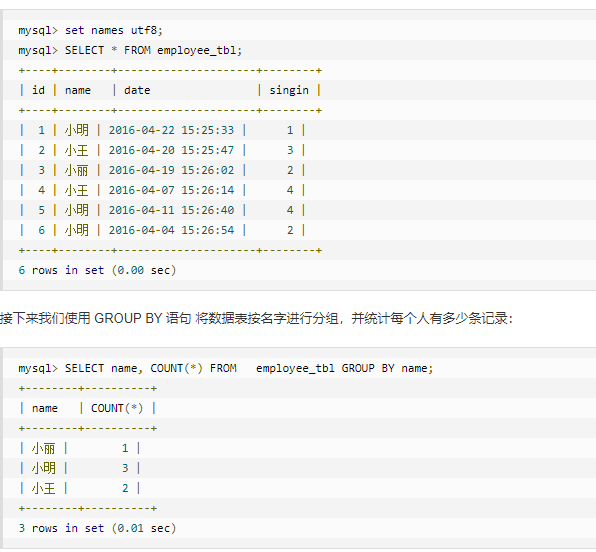 mysql> set names utf8;
mysql> SELECT * FROM employee_tbl;
+----+--------+---------------------+--------+
| id | name   | date                | singin |
+----+--------+---------------------+--------+
|  1 | 小明 | 2016-04-22 15:25:33 |      1 |
|  2 | 小王 | 2016-04-20 15:25:47 |      3 |
|  3 | 小丽 | 2016-04-19 15:26:02 |      2 |
|  4 | 小王 | 2016-04-07 15:26:14 |      4 |
|  5 | 小明 | 2016-04-11 15:26:40 |      4 |
|  6 | 小明 | 2016-04-04 15:26:54 |      2 |
+----+--------+---------------------+--------+
6 rows in set (0.00 sec)
接下来我们使用 GROUP BY 语句 将数据表按名字进行分组，并统计每个人有多少条记录：
mysql> SELECT name, COUNT(*) FROM   employee_tbl GROUP BY name;
+--------+----------+
| name   | COUNT(*) |
+--------+----------+
| 小丽 |        1 |
| 小明 |        3 |
| 小王 |        2 |
+--------+----------+
3 rows in set (0.01 sec)